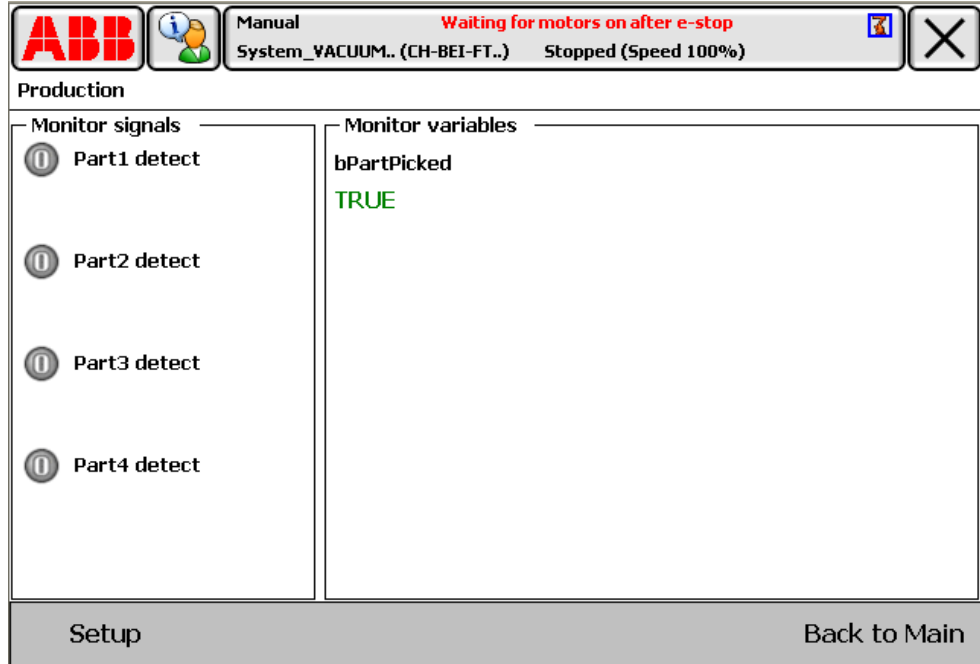 ABB
Manual Waiting for motors on after e-stop
System_VACUUM.. (CH-BEI-FT..) Stopped (Speed 100%)
Production
Monitor signals
Part1 detect
Part2 detect
Part3 detect
Part4 detect
Monitor variables
bPartPicked
TRUE
Setup Back to Main